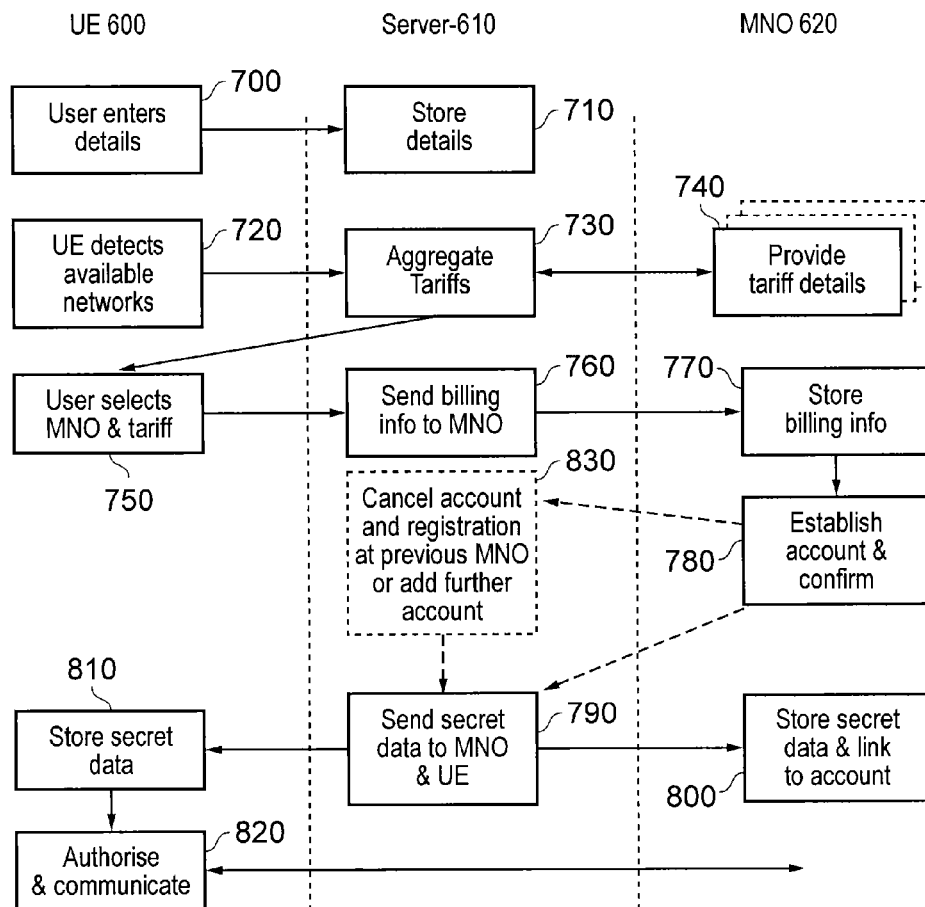 UE 600
Server-610
MNO 620
700
User enters
details
Store
details
710
720
UE detects
available
networks
730
Aggregate
Tariffs
740
Provide
tariff details
User selects
MNO & tariff
750
760
Send billing
info to MNO
770
Store
billing info
830
Cancel account
and registration
at previous MNO
or add further
account
780
Establish
account &
confirm
810
Store secret
data
Send secret
data to MNO
& UE
790
Store secret
data & link
to account
800
820
Authorise
& communicate